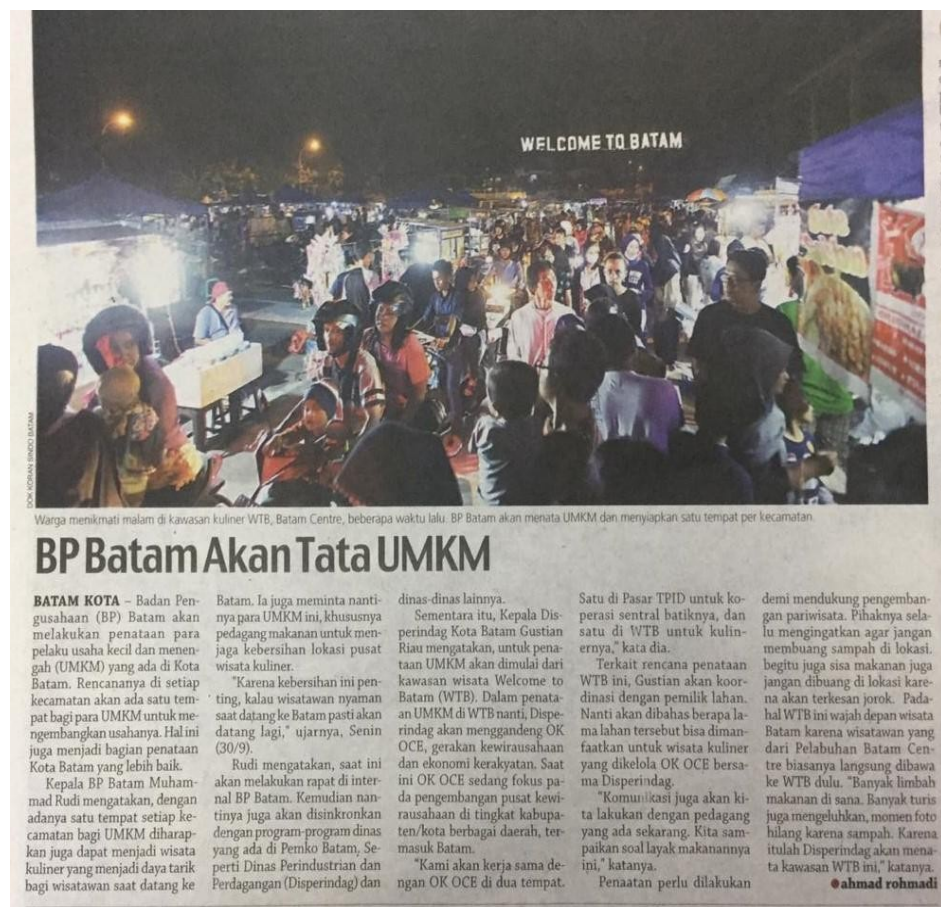 WELCOME TO BATAM
DOK KORAN SINDO BATAM
Warga menikmati malam di kawasan kuliner WTB, Batam Centre, beberapa waktu lalu. BP Batam akan menata UMKM dan menyiapkan satu tempat per kecamatan.
BP Batam Akan Tata UMKM
BATAM KOTA – Badan Pen-
gusahaan (BP) Batam akan
melakukan penataan para
pelaku usaha kecil dan menen-
gah (UMKM) yang ada di Kota
Batam. Rencananya di setiap
kecamatan akan ada satu tem-
pat bagi para UMKM untuk me-
ngembangkan usahanya. Hal ini
juga menjadi bagian penataan
Kota Batam yang lebih baik.
Kepala BP Batam Muham-
mad Rudi mengatakan, dengan
adanya satu tempat setiap ke-
camatan bagi UMKM diharap-
kan juga dapat menjadi wisata
kuliner yang menjadi daya tarik
bagi wisatawan saat datang ke
Batam. Ia juga meminta nanti-
nya para UMKM ini, khususnya
pedagang makanan untuk men-
jaga kebersihan lokasi pusat
wisata kuliner.
"Karena kebersihan ini pen-
ting, kalau wisatawan nyaman
saat datang ke Batam pasti akan
datang lagi," ujarnya, Senin
(30/9).
Rudi mengatakan, saat ini
akan melakukan rapat di inter-
nal BP Batam. Kemudian nan-
tinya juga akan disinkronkan
dengan program-program dinas
yang ada di Pemko Batam, Se-
perti Dinas Perindustrian dan
Perdagangan (Disperindag) dan
dinas-dinas lainnya.
Sementara itu, Kepala Dis-
perindag Kota Batam Gustian
Riau mengatakan, untuk pena-
taan UMKM akan dimulai dari
kawasan wisata Welcome to
Batam (WTB). Dalam penata-
an UMKM di WTB nanti, Dispe-
rindag akan menggandeng OK
OCE, gerakan kewirausahaan
dan ekonomi kerakyatan. Saat
ini OK OCE sedang fokus pa-
da pengembangan pusat kewi-
rausahaan di tingkat kabupa-
ten/kota berbagai daerah, ter-
masuk Batam.
"Kami akan kerja sama de-
ngan OK OCE di dua tempat.
Satu di Pasar TPID untuk ko-
perasi sentral batiknya, dan
satu di WTB untuk kulin-
ernya," kata dia.
Terkait rencana penataan
WTB ini, Gustian akan koor-
dinasi dengan pemilik lahan.
Nanti akan dibahas berapa la-
ma lahan tersebut bisa diman-
faatkan untuk wisata kuliner
yang dikelola OK OCE bersa-
ma Disperindag.
"Komunikasi juga akan ki-
ta lakukan dengan pedagang
yang ada sekarang. Kita sam-
paikan soal layak makanannya
ini," katanya.
Penaatan perlu dilakukan
demi mendukung pengemban-
gan pariwisata. Pihaknya sela-
lu mengingatkan agar jangan
membuang sampah di lokasi.
begitu juga sisa makanan juga
jangan dibuang di lokasi kare-
na akan terkesan jorok. Pada-
hal WTB ini wajah depan wisata
Batam karena wisatawan yang
dari Pelabuhan Batam Cen-
tre biasanya langsung dibawa
ke WTB dulu. "Banyak limbah
makanan di sana. Banyak turis
juga mengeluhkan, momen foto
hilang karena sampah. Karena
itulah Disperindag akan mena-
ta kawasan WTB ini," katanya.
●ahmad rohmadi